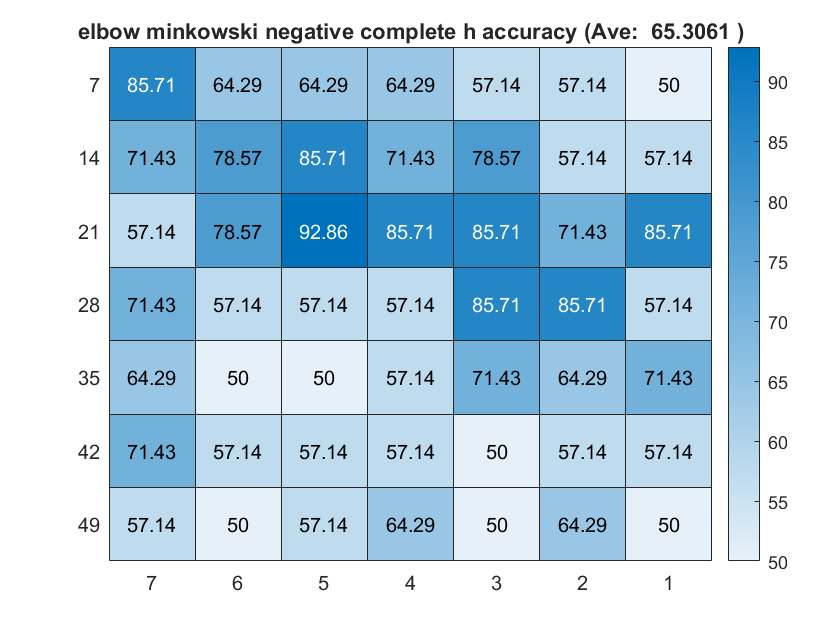 elbow minkowski negative complete h accuracy (Ave:  65.3061 )
7 85.71 64.29 64.29 64.29 57.14 57.14 50
14 71.43 78.57 85.71 71.43 78.57 57.14 57.14
21 57.14 78.57 92.86 85.71 85.71 71.43 85.71
28 71.43 57.14 57.14 57.14 85.71 85.71 57.14
35 64.29 50 50 57.14 71.43 64.29 71.43
42 71.43 57.14 57.14 57.14 50 57.14 57.14
49 57.14 50 57.14 64.29 50 64.29 50
7 6 5 4 3 2 1
90
85
80
75
70
65
60
55
50